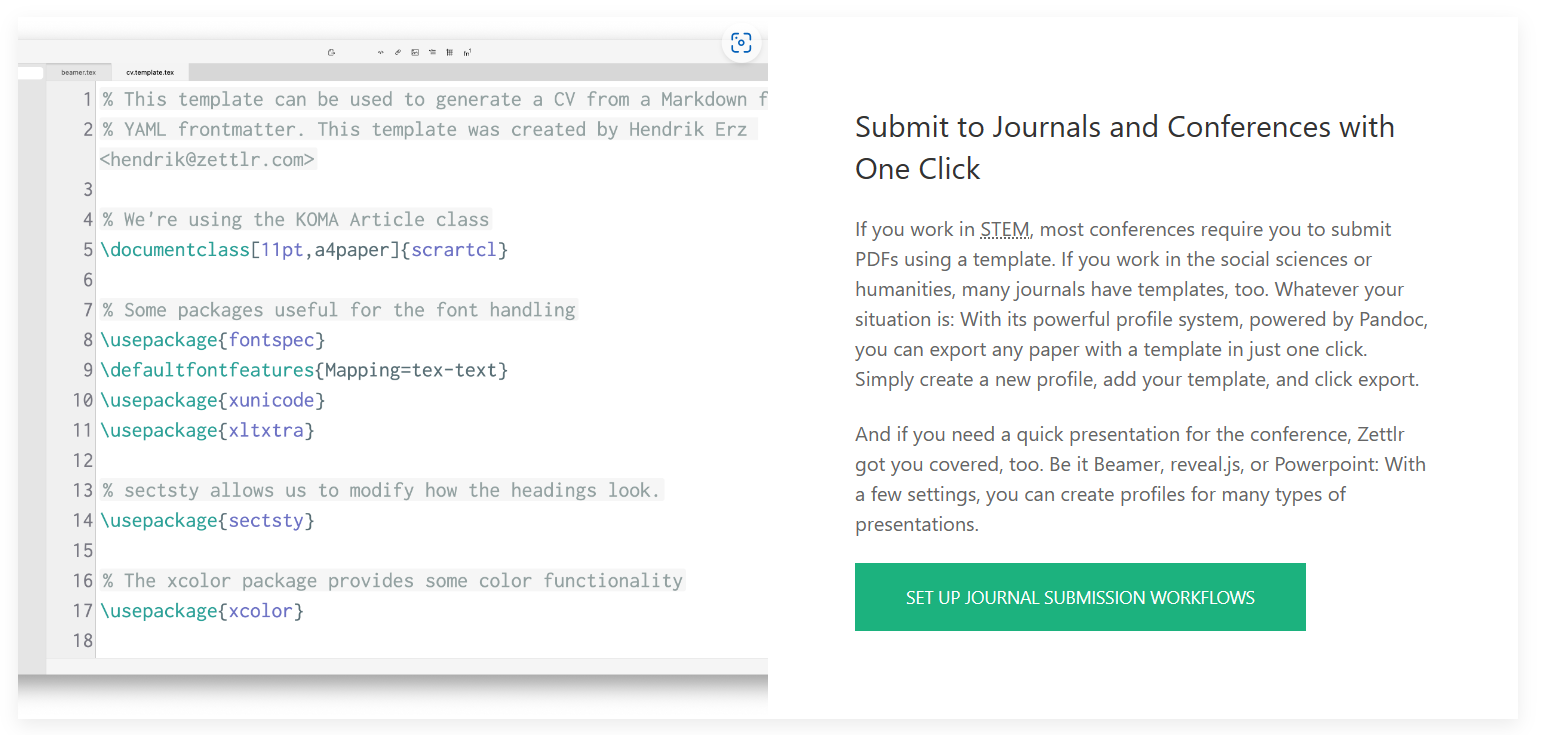 beamer.tex
cv.template.tex
1 % This template can be used to generate a CV from a Markdown f
2 % YAML frontmatter. This template was created by Hendrik Erz
<hendrik@zettlr.com>
3
4 % We're using the KOMA Article class
5 \documentclass[11pt,a4paper]{scrartcl}
6
7 % Some packages useful for the font handling
8 \usepackage{fontspec}
9 \defaultfontfeatures{Mapping=tex-text}
10 \usepackage{xunicode}
11 \usepackage{xltxtra}
12
13 % sectsty allows us to modify how the headings look.
14 \usepackage{sectsty}
15
16 % The xcolor package provides some color functionality
17 \usepackage{xcolor}
18
Submit to Journals and Conferences with
One Click
If you work in STEM, most conferences require you to submit
PDFs using a template. If you work in the social sciences or
humanities, many journals have templates, too. Whatever your
situation is: With its powerful profile system, powered by Pandoc,
you can export any paper with a template in just one click.
Simply create a new profile, add your template, and click export.
And if you need a quick presentation for the conference, Zettlr
got you covered, too. Be it Beamer, reveal.js, or Powerpoint: With
a few settings, you can create profiles for many types of
presentations.
SET UP JOURNAL SUBMISSION WORKFLOWS